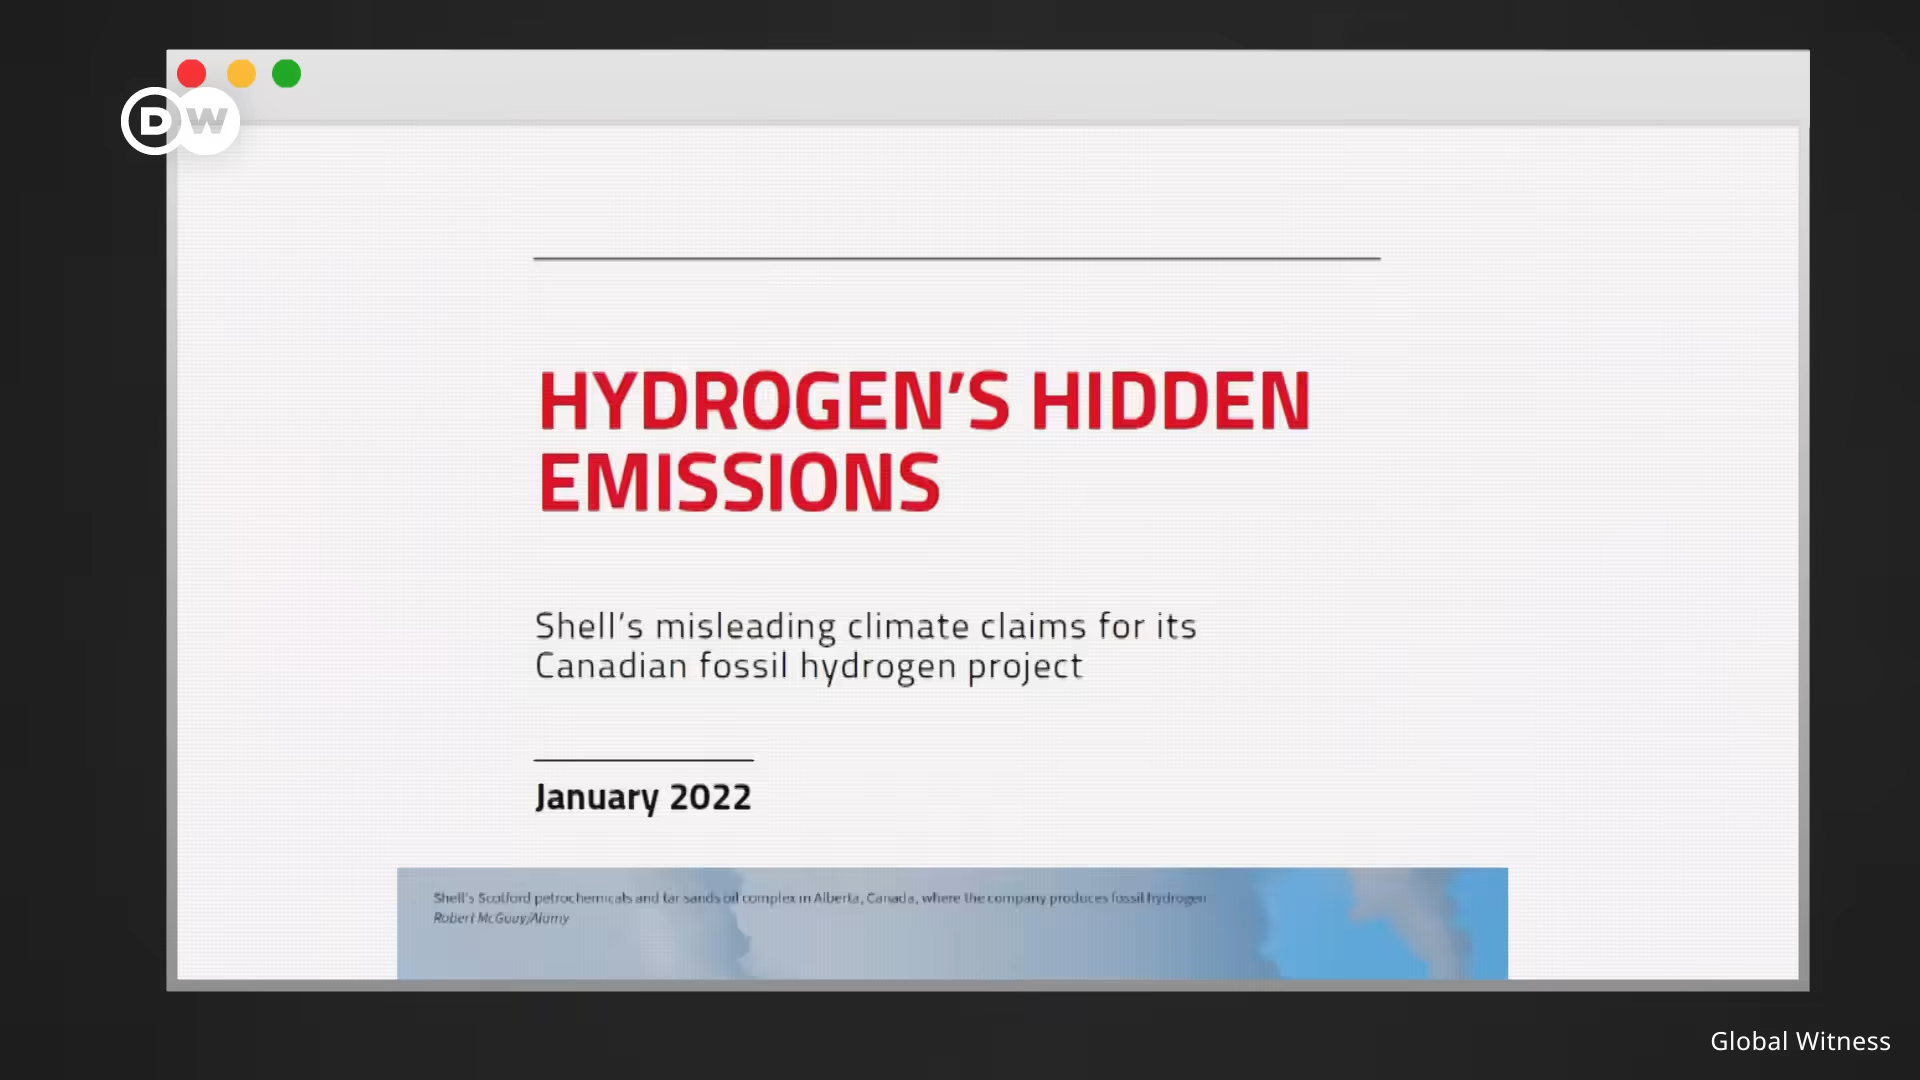 DW
HYDROGEN’S HIDDEN
EMISSIONS
Shell’s misleading climate claims for its
Canadian fossil hydrogen project
January 2022
Shell's Scotford petrochemicals and tar sands oil complex in Alberta, Canada, where the company produces fossil hydrogen
Robert McGouy/Alamy
Global Witness